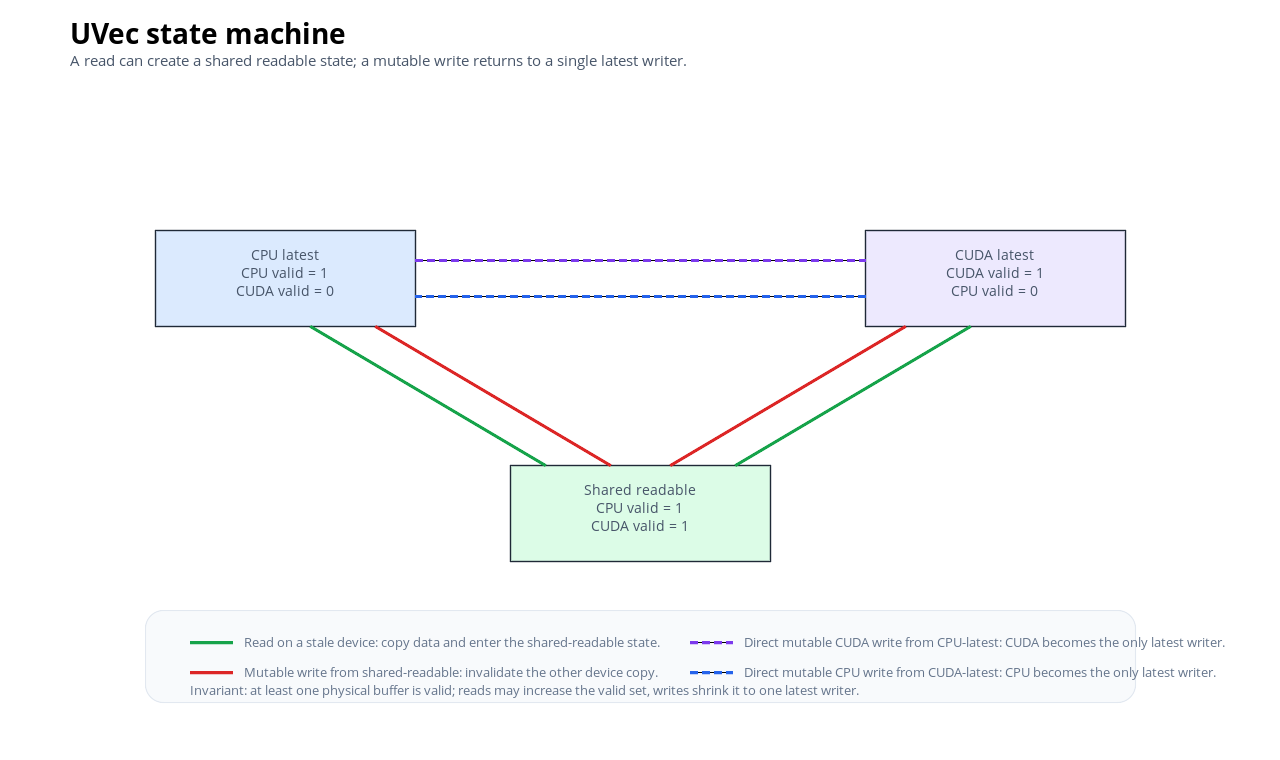 UVec state machine
A read can create a shared readable state; a mutable write returns to a single latest writer.
CPU latest
CPU valid = 1
CUDA valid = 0
CUDA latest
CUDA valid = 1
CPU valid = 0
Shared readable
CPU valid = 1
CUDA valid = 1
Read on a stale device: copy data and enter the shared-readable state.
Direct mutable CUDA write from CPU-latest: CUDA becomes the only latest writer.
Mutable write from shared-readable: invalidate the other device copy.
Direct mutable CPU write from CUDA-latest: CPU becomes the only latest writer.
Invariant: at least one physical buffer is valid; reads may increase the valid set, writes shrink it to one latest writer.